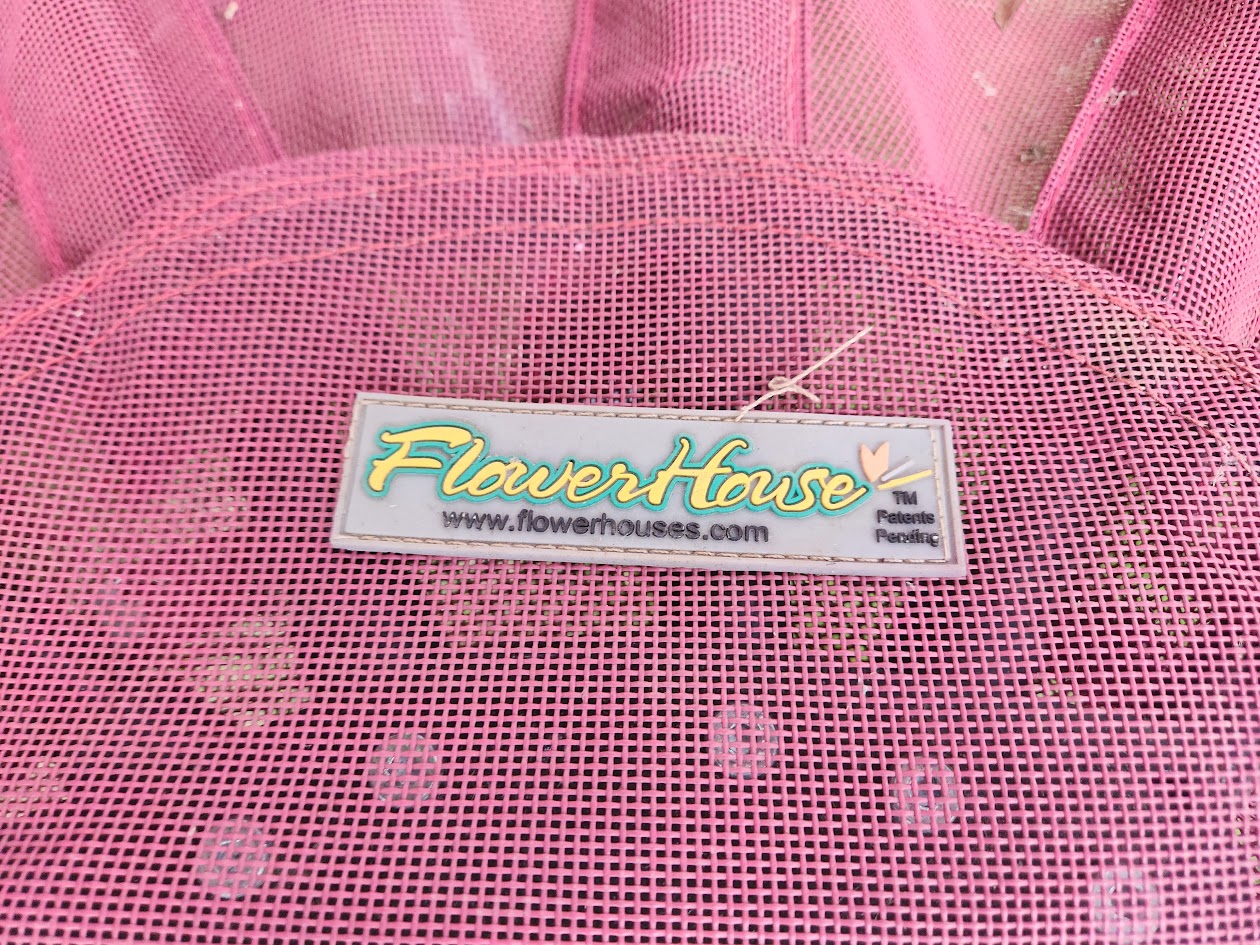 FlowerHouse
www.flowerhouses.com
TM
Patents
Pending